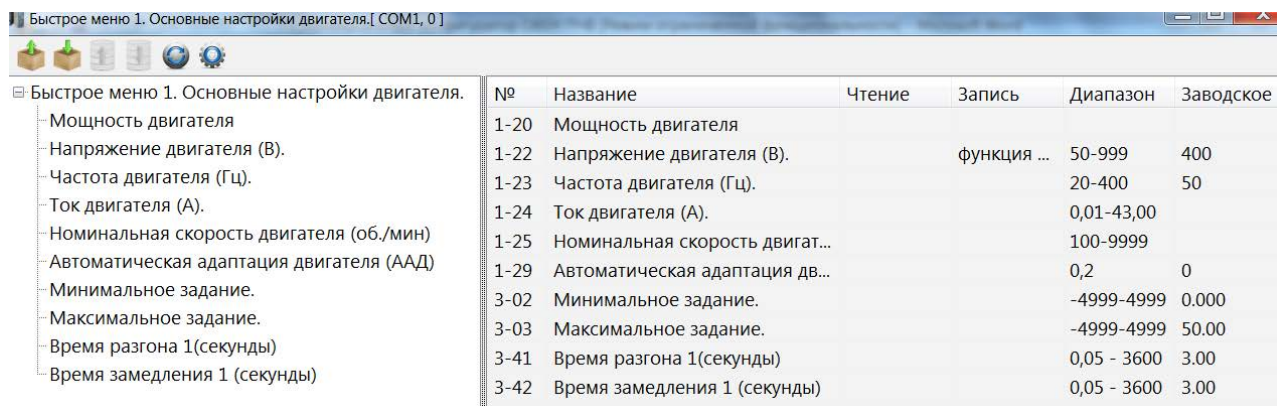 Быстрое меню 1. Основные настройки двигателя.[ COM1, 0 ]
Быстрое меню 1. Основные настройки двигателя.
Мощность двигателя
Напряжение двигателя (В).
Частота двигателя (Гц).
Ток двигателя (А).
Номинальная скорость двигателя (об./мин)
Автоматическая адаптация двигателя (ААД)
Минимальное задание.
Максимальное задание.
Время разгона 1(секунды)
Время замедления 1 (секунды)
№ Название Чтение Запись Диапазон Заводское
1-20 Мощность двигателя
1-22 Напряжение двигателя (В). функция ... 50-999 400
1-23 Частота двигателя (Гц). 20-400 50
1-24 Ток двигателя (А). 0,01-43,00
1-25 Номинальная скорость двигат... 100-9999
1-29 Автоматическая адаптация дв... 0,2 0
3-02 Минимальное задание. -4999-4999 0.000
3-03 Максимальное задание. -4999-4999 50.00
3-41 Время разгона 1(секунды) 0,05 - 3600 3.00
3-42 Время замедления 1 (секунды) 0,05 - 3600 3.00